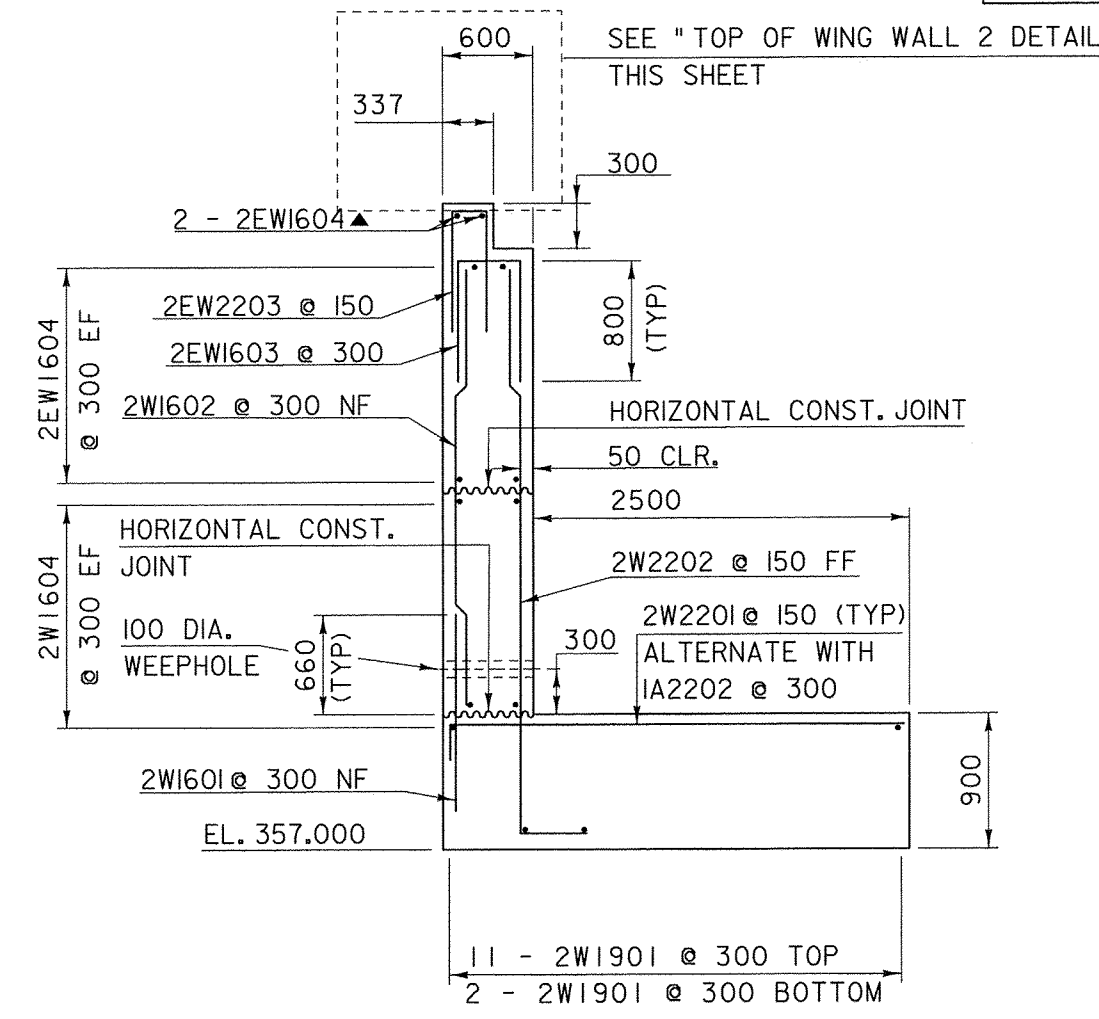 600
SEE "TOP OF WING WALL 2 DETAIL
THIS SHEET
337
300
2 - 2EW1604▲
2EW2203 @ 150
2EW1603 @ 300
2W1602 @ 300 NF
2EW1604
@ 300 EF
800
(TYP)
HORIZONTAL CONST. JOINT
50 CLR.
2500
HORIZONTAL CONST.
JOINT
2W1604
@ 300 EF
100 DIA.
WEEPHOLE
660
(TYP)
2W2202 @ 150 FF
2W2201 @ 150 (TYP)
ALTERNATE WITH
1A2202 @ 300
300
2W1601 @ 300 NF
EL. 357.000
900
11 - 2W1901 @ 300 TOP
2 - 2W1901 @ 300 BOTTOM